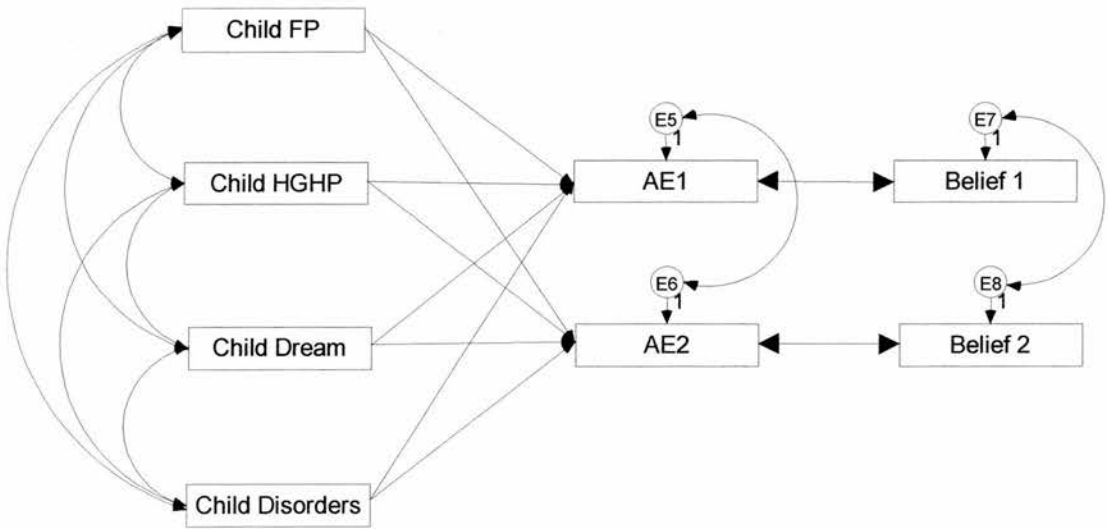 Child FP
E5
1
E7
1
Child HGHP
AE1
Belief 1
E6
1
E8
1
Child Dream
AE2
Belief 2
Child Disorders